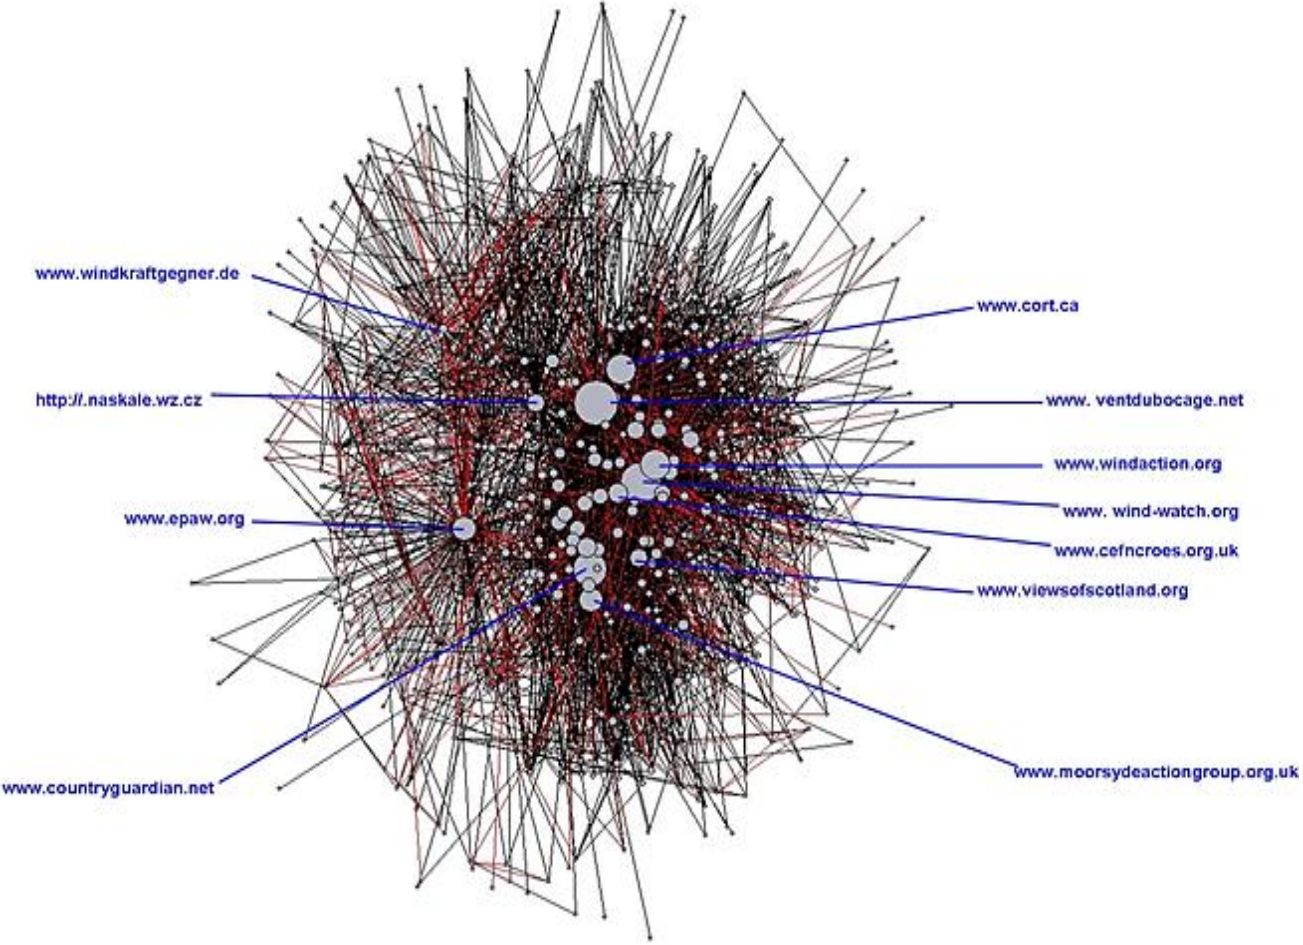 www.windkraftgegner.de
www.cort.ca
http://.naskale.wz.cz
www. ventdubocage.net
www.windaction.org
www. wind-watch.org
www.epaw.org
www.cefncroes.org.uk
www.viewsofscotland.org
www.moorsydeactiongroup.org.uk
www.countryguardian.net